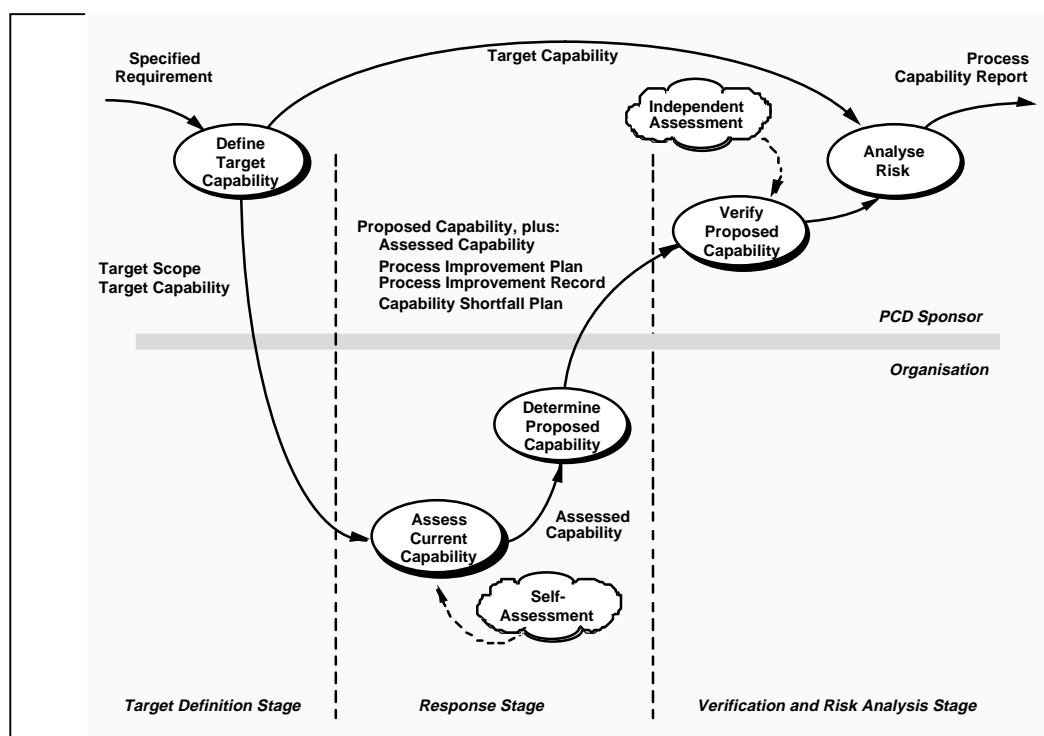 Specified
Requirement
Target Capability
Process
Capability Report
Independent
Assessment
Define
Target
Capability
Analyse
Risk
Verify
Proposed
Capability
Proposed Capability, plus:
Assessed Capability
Process Improvement Plan
Process Improvement Record
Capability Shortfall Plan
Target Scope
Target Capability
PCD Sponsor
Organisation
Determine
Proposed
Capability
Assess
Current
Capability
Assessed
Capability
Self-
Assessment
Target Definition Stage
Response Stage
Verification and Risk Analysis Stage